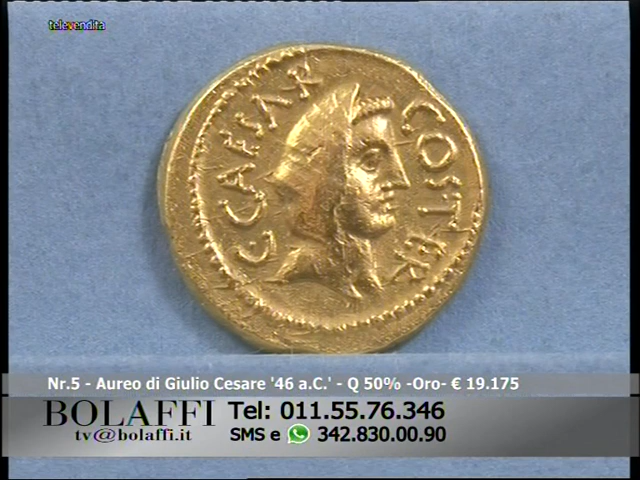 televendita
C CAESAR COS TER
Nr.5 - Aureo di Giulio Cesare '46 a.C.' - Q 50% -Oro- € 19.175
BOLAFFI
tv@bolaffi.it
Tel: 011.55.76.346
SMS e 342.830.00.90